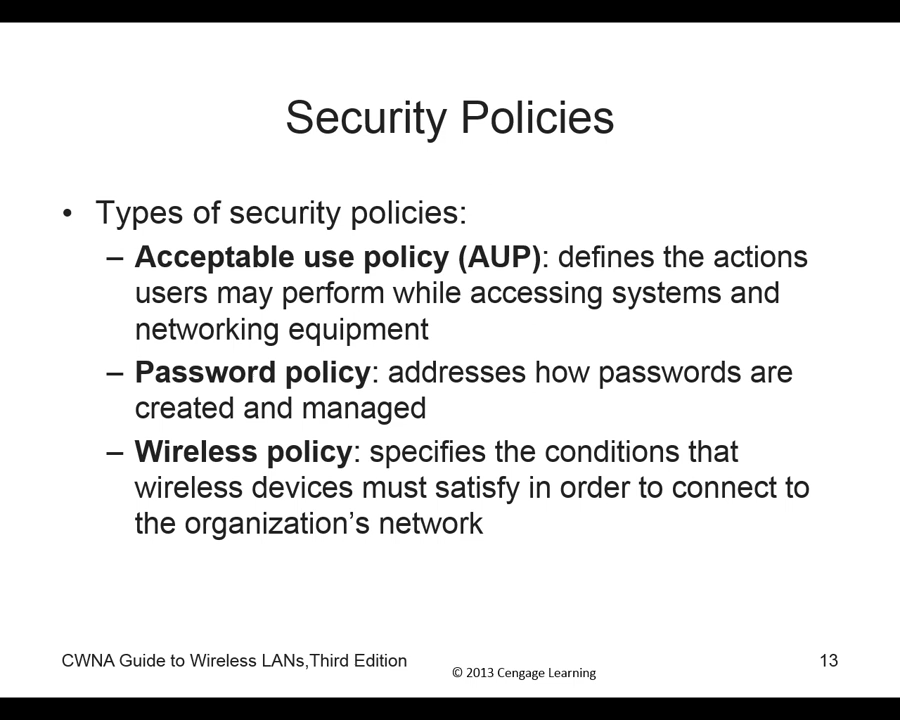 Security Policies
• Types of security policies:
– Acceptable use policy (AUP): defines the actions
users may perform while accessing systems and
networking equipment
– Password policy: addresses how passwords are
created and managed
– Wireless policy: specifies the conditions that
wireless devices must satisfy in order to connect to
the organization’s network
CWNA Guide to Wireless LANs,Third Edition
© 2013 Cengage Learning
13